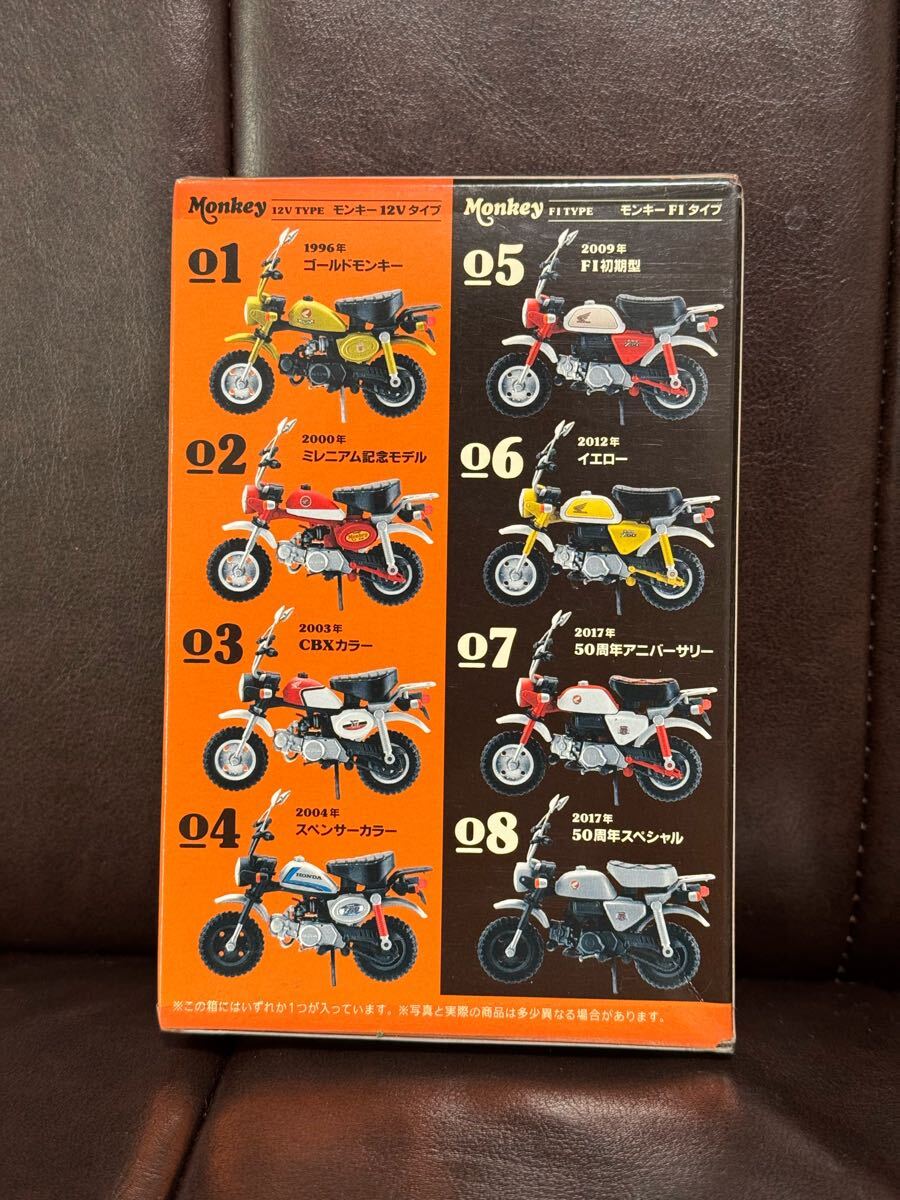 Monkey 12V TYPE モンキー 12V タイプ
01
1996年
ゴールドモンキー
02
2000年
ミレニアム記念モデル
03
2003年
CBXカラー
04
2004年
スペンサーカラー
HONDA
Monkey FI TYPE モンキー FI タイプ
05
2009年
FI初期型
06
2012年
イエロー
07
2017年
50周年アニバーサリー
08
2017年
50周年スペシャル
※この箱にはいずれか1つが入っています。※写真と実際の商品は多少異なる場合があります。